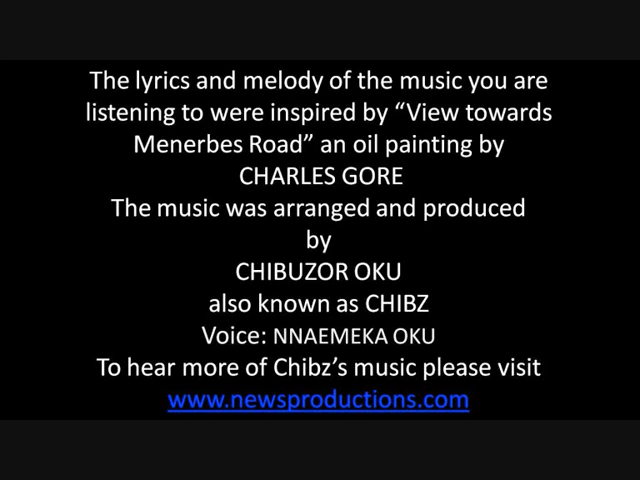 The lyrics and melody of the music you are
listening to were inspired by “View towards
Menerbes Road” an oil painting by
CHARLES GORE
The music was arranged and produced
by
CHIBUZOR OKU
also known as CHIBZ
Voice: NNAEMEKA OKU
To hear more of Chibz’s music please visit
www.newsproductions.com